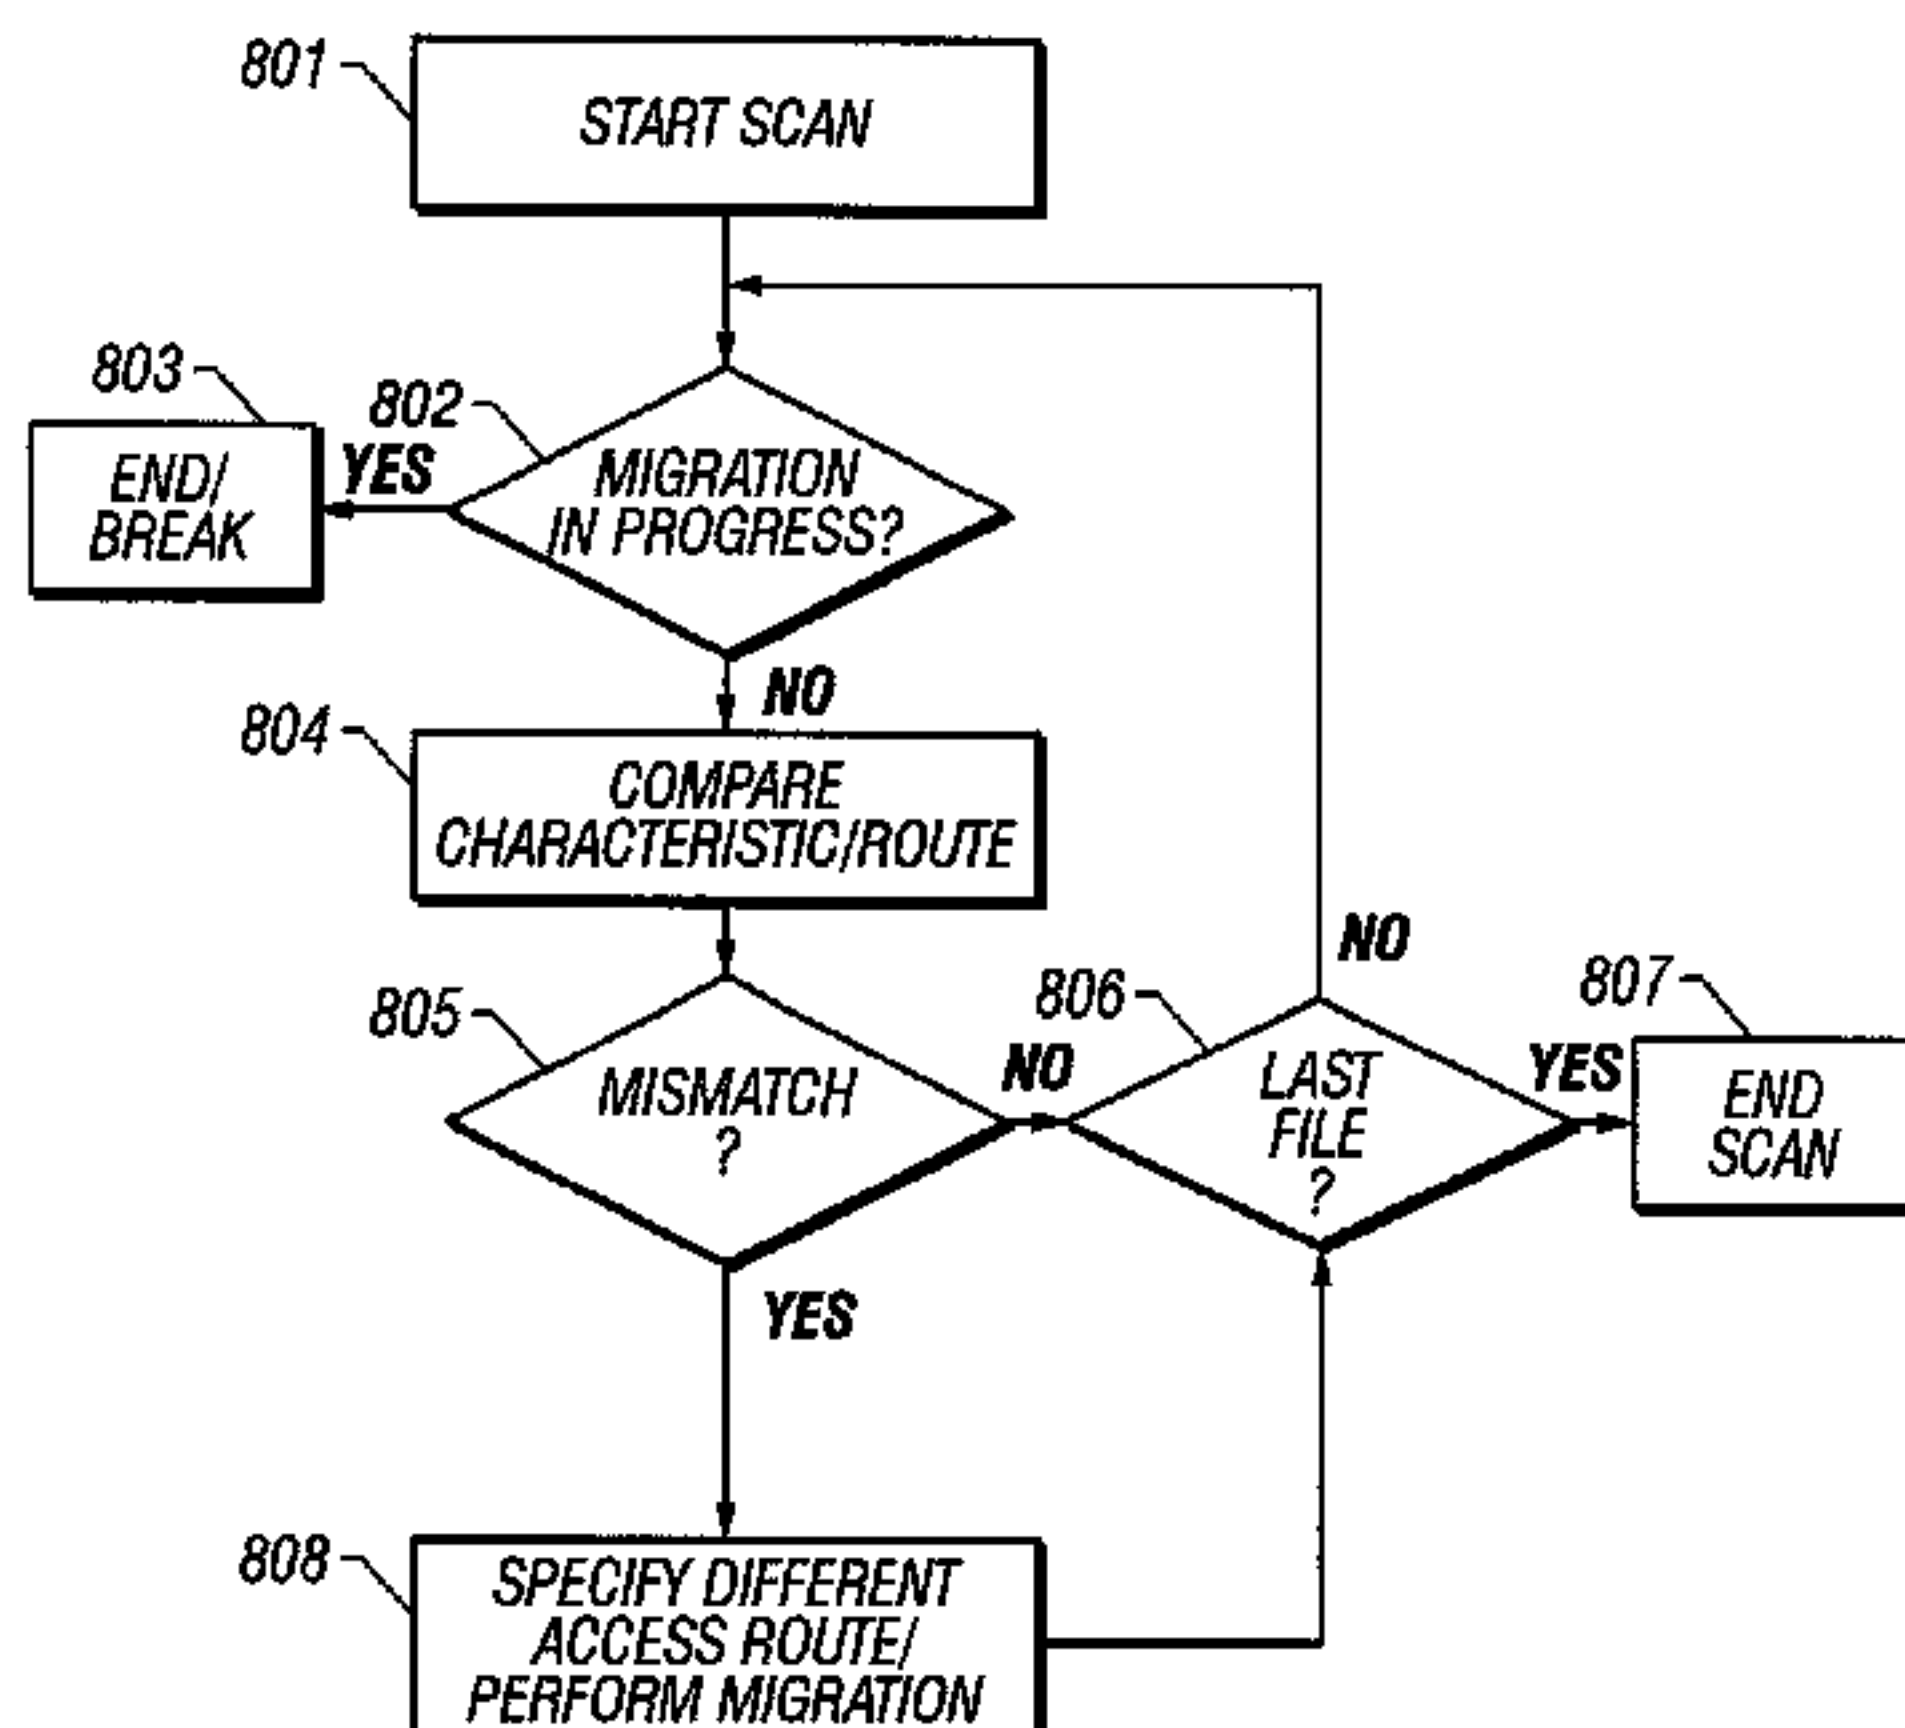 801
START SCAN
803
802
END/
BREAK
YES
MIGRATION
IN PROGRESS?
NO
804
COMPARE
CHARACTERISTIC/ROUTE
805
MISMATCH
?
NO
806
LAST
FILE
?
NO
YES
807
END
SCAN
YES
808
SPECIFY DIFFERENT
ACCESS ROUTE/
PERFORM MIGRATION